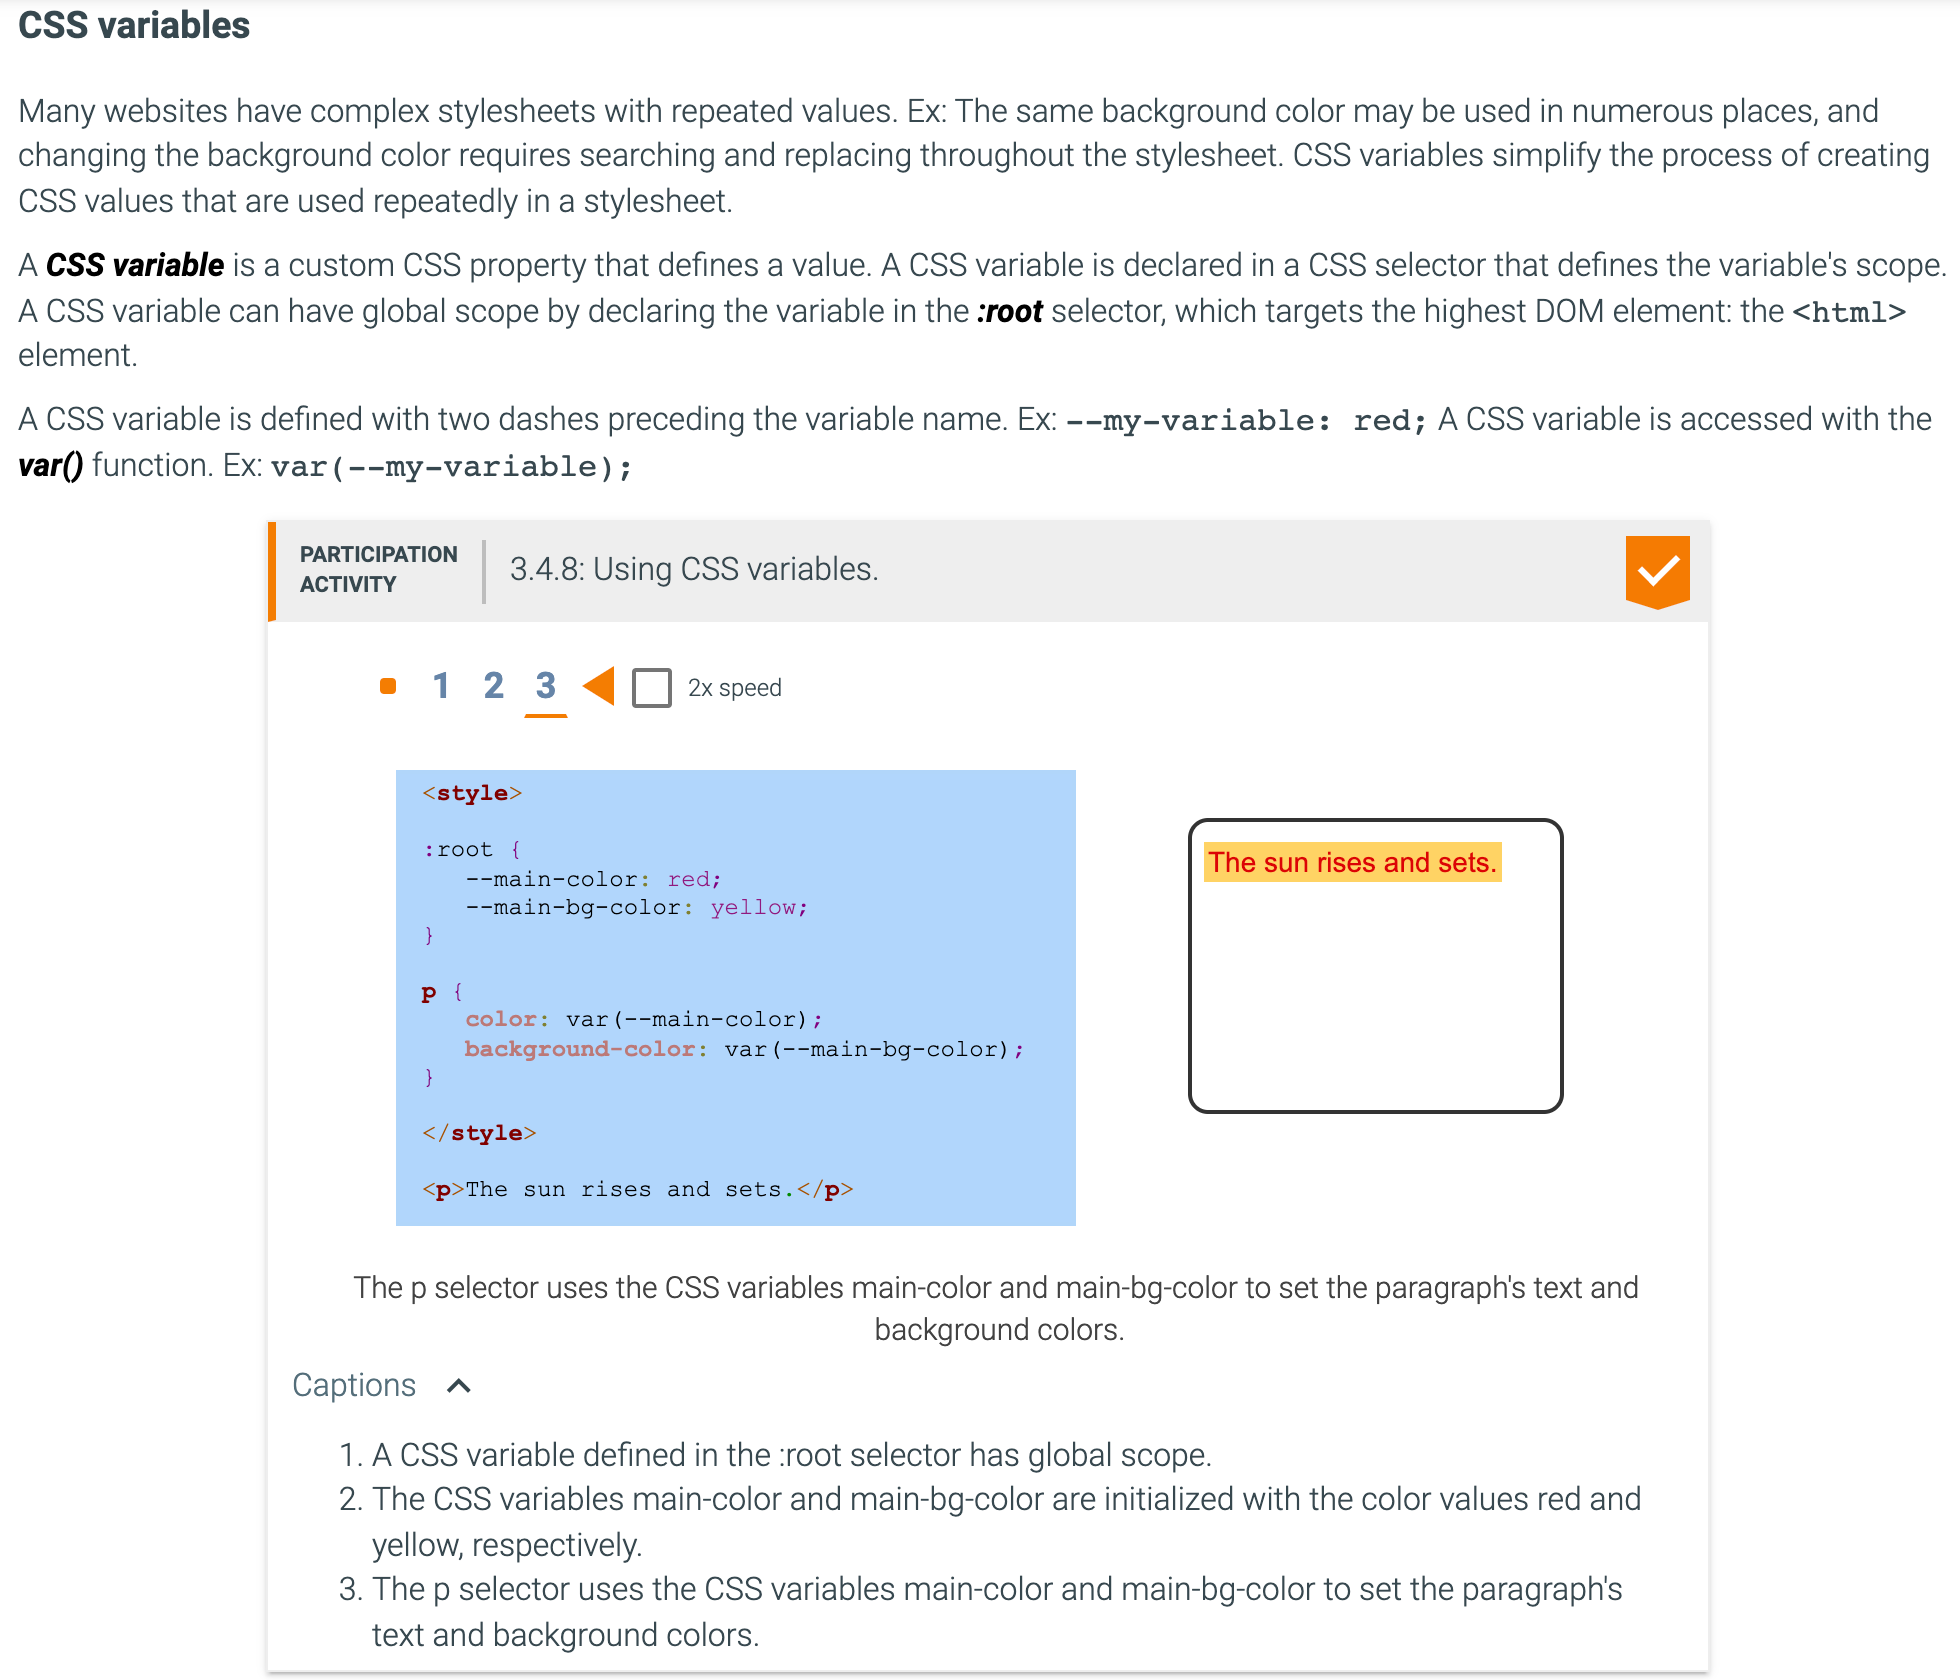 CSS variables
Many websites have complex stylesheets with repeated values. Ex: The same background color may be used in numerous places, and
changing the background color requires searching and replacing throughout the stylesheet. CSS variables simplify the process of creating
CSS values that are used repeatedly in a stylesheet.
A CSS variable is a custom CSS property that defines a value. A CSS variable is declared in a CSS selector that defines the variable's scope.
A CSS variable can have global scope by declaring the variable in the :root selector, which targets the highest DOM element: the <html>
element.
A CSS variable is defined with two dashes preceding the variable name. Ex: --my-variable: red; A CSS variable is accessed with the
var() function. Ex: var(--my-variable);
PARTICIPATION
ACTIVITY
3.4.8: Using CSS variables.
1 2 3 2x speed
<style>
:root {
--main-color: red;
--main-bg-color: yellow;
}
p {
color: var(--main-color);
background-color: var(--main-bg-color);
}
</style>
<p>The sun rises and sets.</p>
The sun rises and sets.
The p selector uses the CSS variables main-color and main-bg-color to set the paragraph's text and
background colors.
Captions
1. A CSS variable defined in the :root selector has global scope.
2. The CSS variables main-color and main-bg-color are initialized with the color values red and
yellow, respectively.
3. The p selector uses the CSS variables main-color and main-bg-color to set the paragraph's
text and background colors.